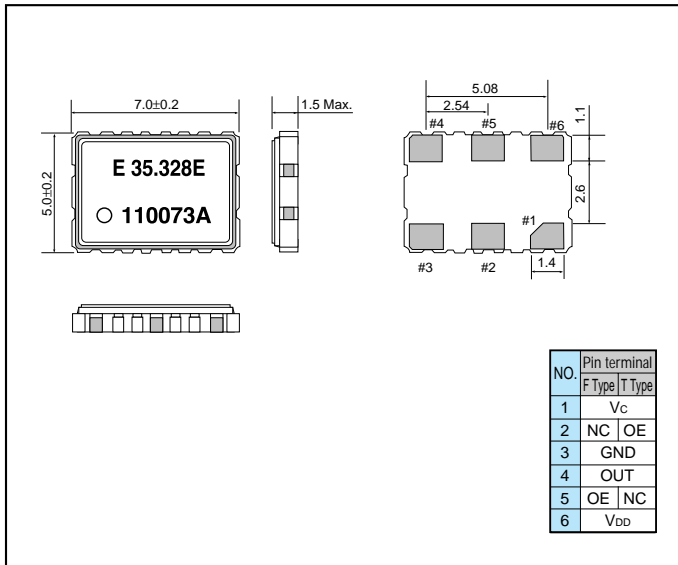 7.0±0.2
1.5 Max.
5.0±0.2
E 35.328E
110073A
5.08
2.54
#4
#5
#6
1.1
2.6
#1
#3
#2
1.4
NO. Pin terminal
F Type T Type
1 Vc
2 NC OE
3 GND
4 OUT
5 OE NC
6 VDD